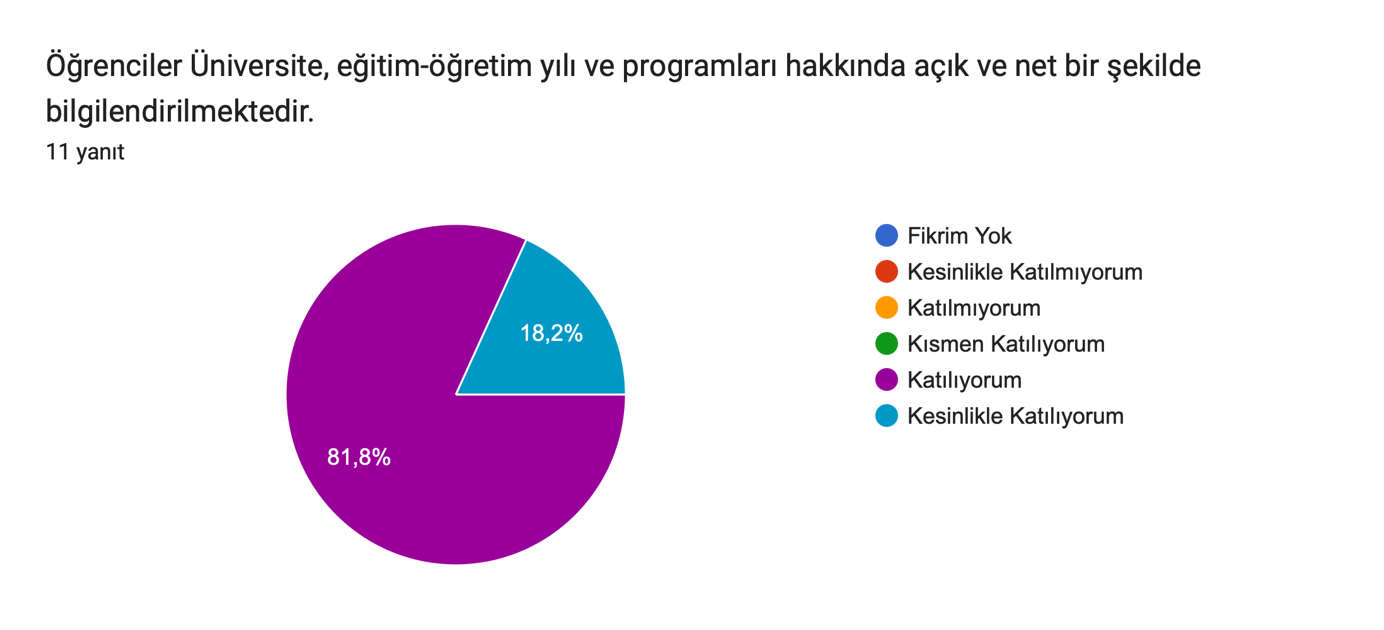 Öğrenciler Üniversite, eğitim-öğretim yılı ve programları hakkında açık ve net bir şekilde
bilgilendirilmektedir.
11 yanıt
Fikrim Yok
Kesinlikle Katılmıyorum
Katılmıyorum
Kısmen Katılıyorum
Katılıyorum
Kesinlikle Katılıyorum
18,2%
81,8%